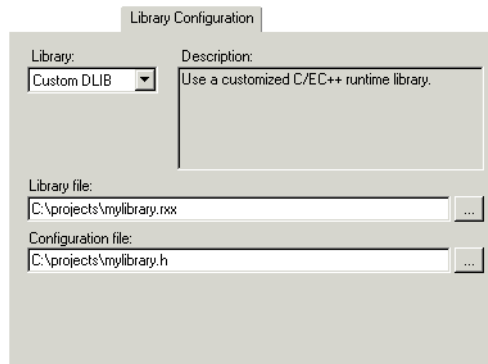 Library Configuration
Library:
Description:
Custom DLIB
Use a customized C/EC++ runtime library.
Library file:
C:\projects\mylibrary.rxx
...
Configuration file:
C:\projects\mylibrary.h
...